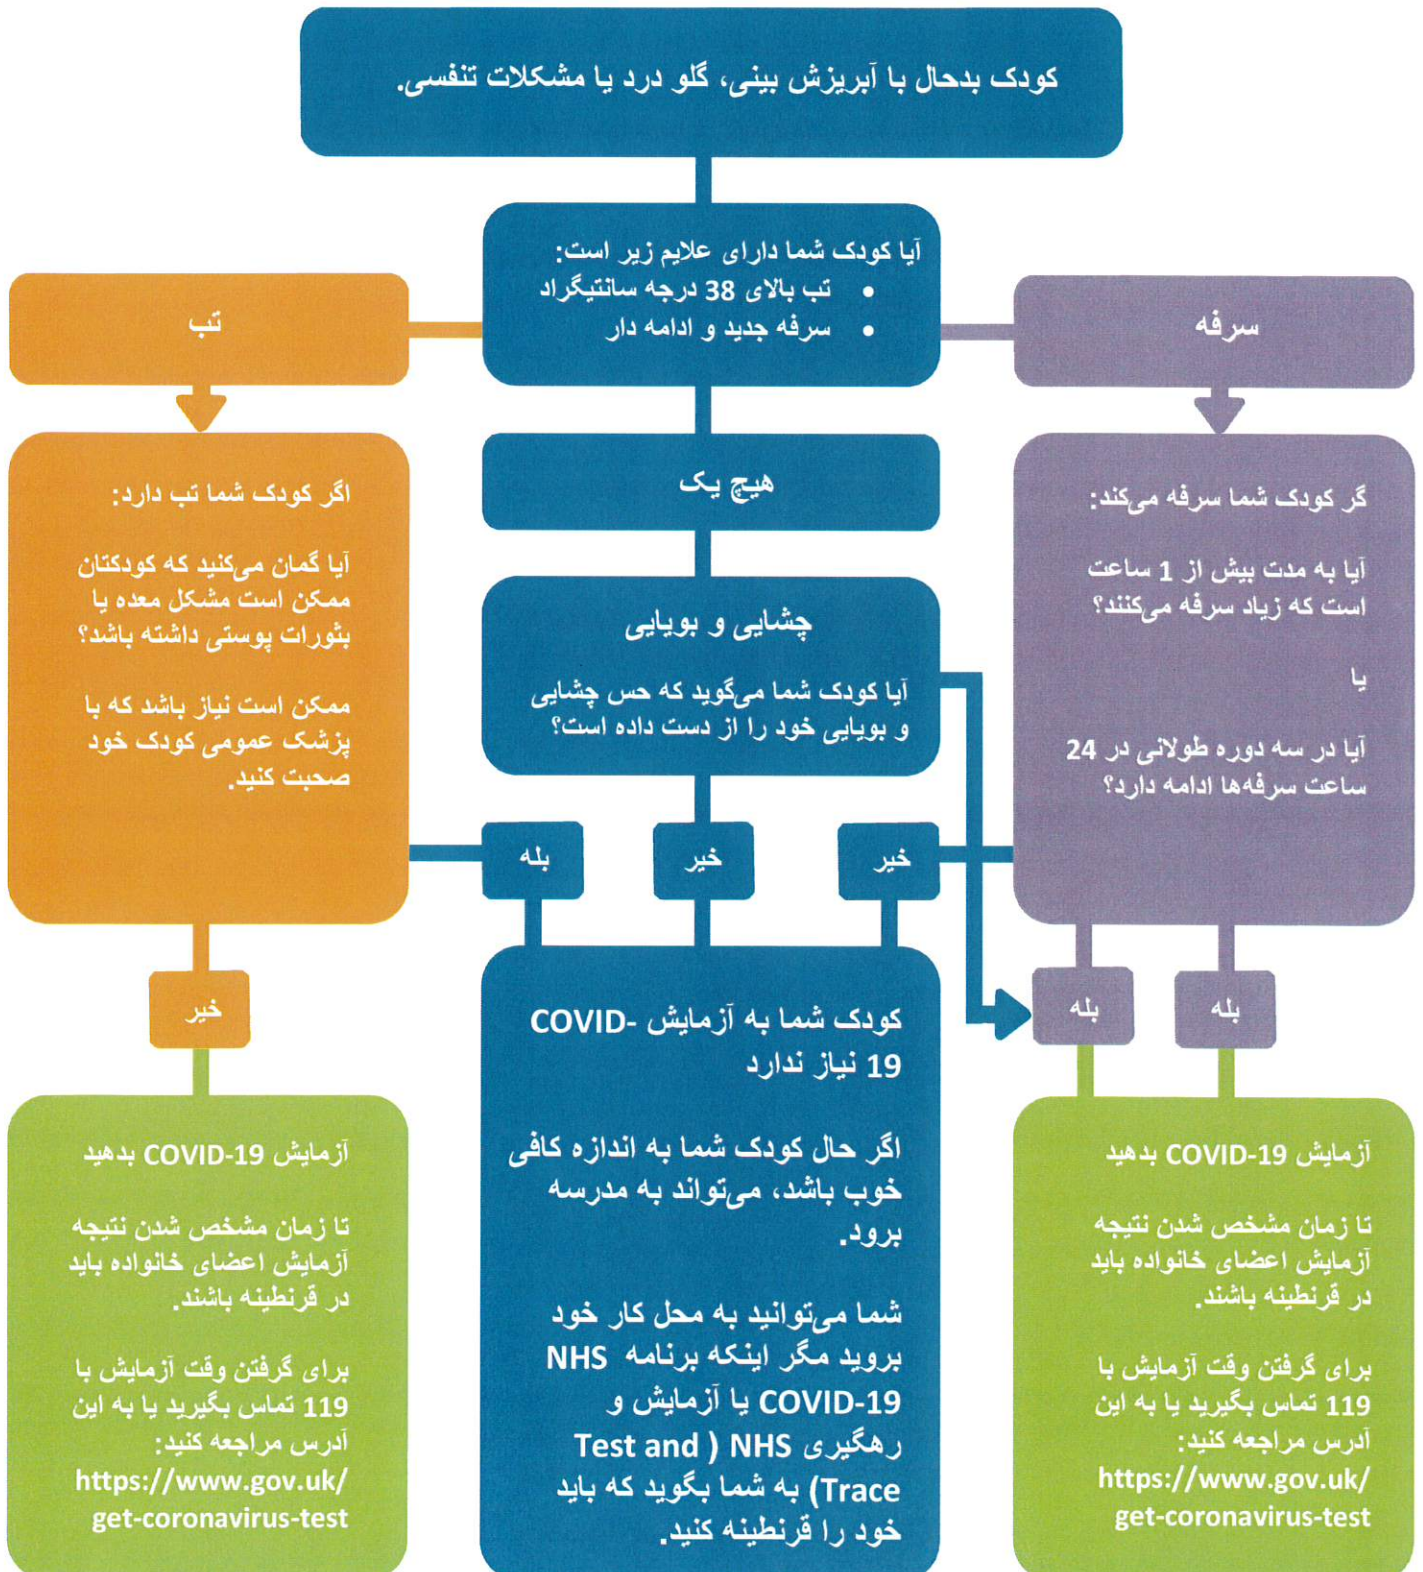 کودک بدحال با آبریزش بینی، گلو درد یا مشکلات تنفسی.
آیا کودک شما دارای علایم زیر است:
• تب بالای 38 درجه سانتیگراد
• سرفه جدید و ادامه دار
سرفه
تب
هیچ یک
گر کودک شما سرفه می‌کند:
آیا به مدت بیش از 1 ساعت
است که زیاد سرفه می‌کنند؟
یا
آیا در سه دوره طولانی در 24
ساعت سرفه‌ها ادامه دارد؟
چشایی و بویایی
آیا کودک شما می‌گوید که حس چشایی
و بویایی خود را از دست داده است؟
اگر کودک شما تب دارد:
آیا گمان می‌کنید که کودکتان
ممکن است مشکل معده یا
بثورات پوستی داشته باشد؟
ممکن است نیاز باشد که با
پزشک عمومی کودک خود
صحبت کنید.
خیر
خیر
بله
بله
بله
خیر
آزمایش COVID-19 بدهید
تا زمان مشخص شدن نتیجه
آزمایش اعضای خانواده باید
در قرنطینه باشند.
برای گرفتن وقت آزمایش با
119 تماس بگیرید یا به این
آدرس مراجعه کنید:
https://www.gov.uk/
get-coronavirus-test
کودک شما به آزمایش COVID-
19 نیاز ندارد
اگر حال کودک شما به اندازه کافی
خوب باشد، می‌تواند به مدرسه
برود.
شما می‌توانید به محل کار خود
بروید مگر اینکه برنامه NHS
COVID-19 یا آزمایش و
رهگیری NHS ( Test and
Trace) به شما بگوید که باید
خود را قرنطینه کنید.
آزمایش COVID-19 بدهید
تا زمان مشخص شدن نتیجه
آزمایش اعضای خانواده باید
در قرنطینه باشند.
برای گرفتن وقت آزمایش با
119 تماس بگیرید یا به این
آدرس مراجعه کنید:
https://www.gov.uk/
get-coronavirus-test